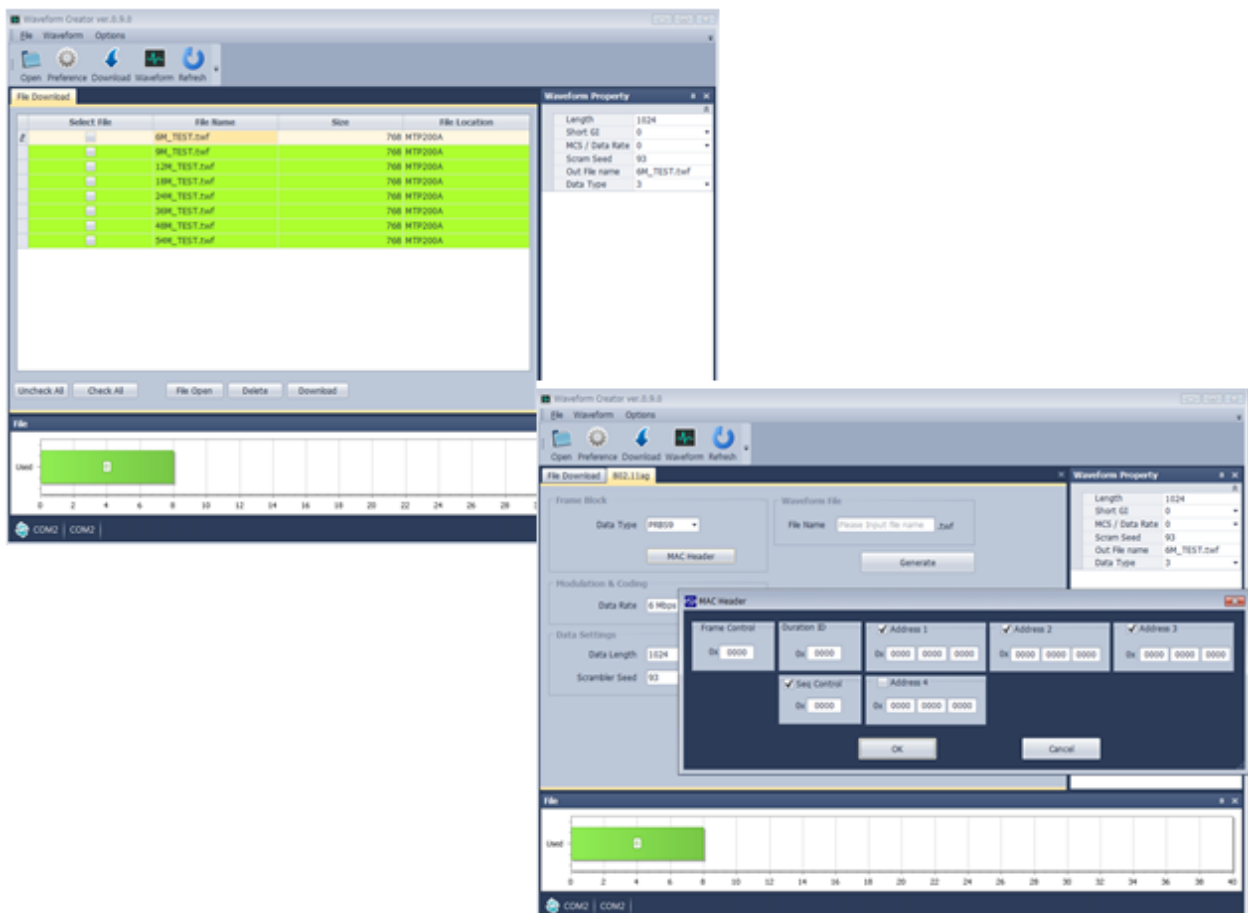 Waveform Creator ver.0.9.0
File Waveform Options
Open Preference Download Waveform Refresh
File Download
Select File File Name Size File Location
6M_TEST.twf 768 MTP200A
9M_TEST.twf 768 MTP200A
12M_TEST.twf 768 MTP200A
18M_TEST.twf 768 MTP200A
24M_TEST.twf 768 MTP200A
36M_TEST.twf 768 MTP200A
48M_TEST.twf 768 MTP200A
54M_TEST.twf 768 MTP200A
Uncheck All Check All File Open Delete Download
Waveform Property
Length 1024
Short GI 0
MCS / Data Rate 0
Scram Seed 93
Out File name 6M_TEST.twf
Data Type 3
File
Used
0 2 4 6 8 10 12 14 16 18 20 22 24 26 28
COM2 COM2
Waveform Creator ver.0.9.0
File Waveform Options
Open Preference Download Waveform Refresh
File Download 802.11ag
Frame Block
Data Type PRBS9
MAC Header
Waveform File
File Name Please Input file name .twf
Generate
Modulation & Coding
Data Rate 6 Mbps
Data Settings
Data Length 1024
Scrambler Seed 93
Waveform Property
Length 1024
Short GI 0
MCS / Data Rate 0
Scram Seed 93
Out File name 6M_TEST.twf
Data Type 3
MAC Header
Frame Control Duration ID Address 1 Address 2 Address 3
0x 0000 0x 0000 0x 0000 0000 0000 0x 0000 0000 0000 0x 0000 0000 0000
Seq Control Address 4
0x 0000 0x 0000 0000 0000
OK Cancel
File
Used
0 2 4 6 8 10 12 14 16 18 20 22 24 26 28 30 32 34 36 38 40
COM2 COM2